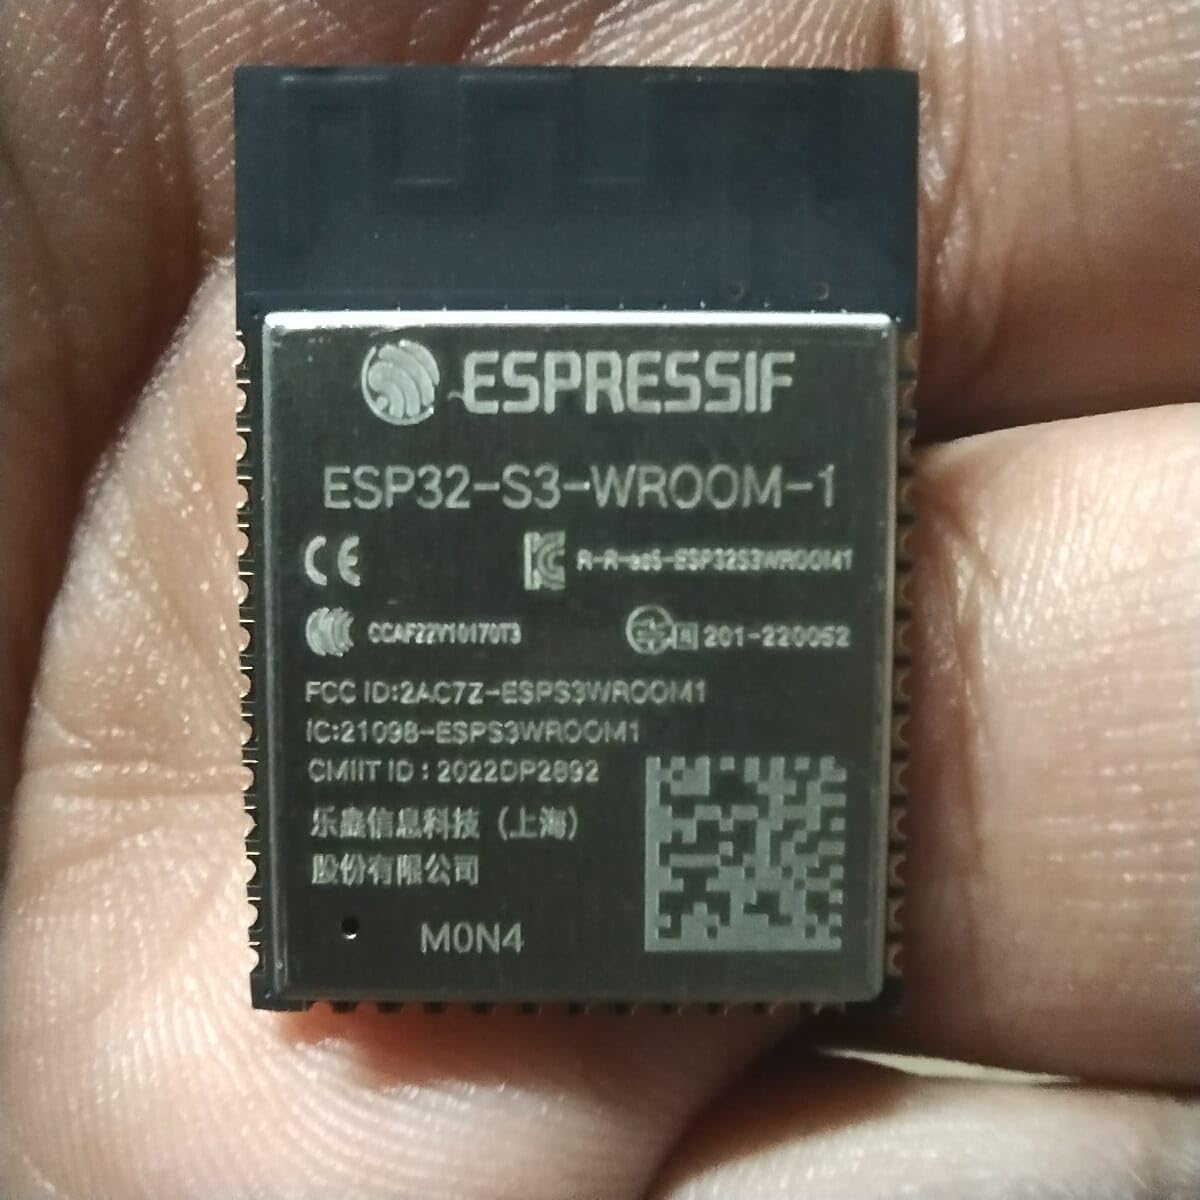 ESPRESSIF
ESP32-S3-WROOM-1
CE R-R-es5-ESP32S3WROOM1
CCAF22Y10170T3 R 201-220052
FCC ID:2AC7Z-ESPS3WROOM1
IC:21098-ESPS3WROOM1
CMIIT ID : 2022DP2892
乐鑫信息科技 (上海)
股份有限公司
M0N4